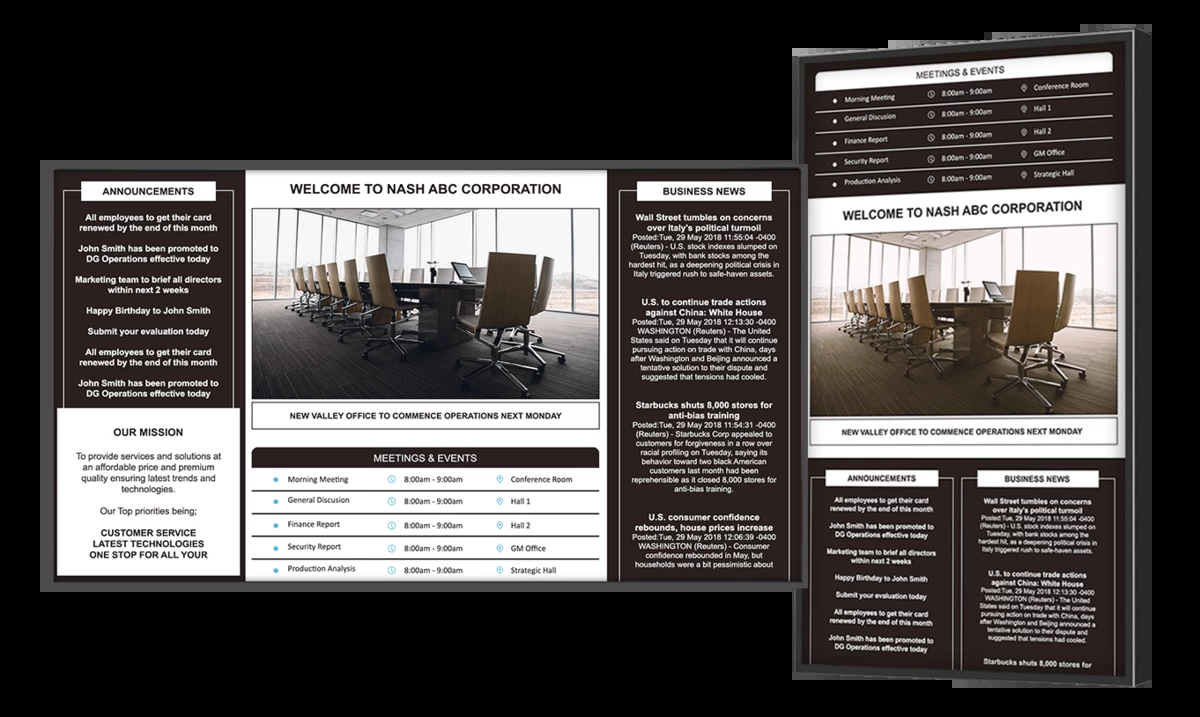 ANNOUNCEMENTS
All employees to get their card
renewed by the end of this month
John Smith has been promoted to
DG Operations effective today
Marketing team to brief all directors
within next 2 weeks
Happy Birthday to John Smith
Submit your evaluation today
All employees to get their card
renewed by the end of this month
John Smith has been promoted to
DG Operations effective today
OUR MISSION
To provide services and solutions at
an affordable price and premium
quality ensuring latest trends and
technologies.
Our Top priorities being;
CUSTOMER SERVICE
LATEST TECHNOLOGIES
ONE STOP FOR ALL YOUR
WELCOME TO NASH ABC CORPORATION
NEW VALLEY OFFICE TO COMMENCE OPERATIONS NEXT MONDAY
MEETINGS & EVENTS
Morning Meeting 8:00am - 9:00am Conference Room
General Discusion 8:00am - 9:00am Hall 1
Finance Report 8:00am - 9:00am Hall 2
Security Report 8:00am - 9:00am GM Office
Production Analysis 8:00am - 9:00am Strategic Hall
BUSINESS NEWS
Wall Street tumbles on concerns
over Italy's political turmoil
Posted:Tue, 29 May 2018 11:55:04 -0400
(Reuters) - U.S. stock indexes slumped on
Tuesday, with bank stocks among the
hardest hit, as a deepening political crisis in
Italy triggered rush to safe-haven assets.
U.S. to continue trade actions
against China: White House
Posted:Tue, 29 May 2018 12:13:30 -0400
WASHINGTON (Reuters) - The United
States said on Tuesday that it will continue
pursuing action on trade with China, days
after Washington and Beijing announced a
tentative solution to their dispute and
suggested that tensions had cooled.
Starbucks shuts 8,000 stores for
anti-bias training
Posted:Tue, 29 May 2018 11:54:31 -0400
(Reuters) - Starbucks Corp appealed to
customers for forgiveness in a row over
racial profiling on Tuesday, saying its
behavior toward two black American
customers last month had been
reprehensible as it closed 8,000 stores for
anti-bias training.
U.S. consumer confidence
rebounds, house prices increase
Posted:Tue, 29 May 2018 12:06:39 -0400
WASHINGTON (Reuters) - Consumer
confidence rebounded in May, but
households were a bit pessimistic about
MEETINGS & EVENTS
Morning Meeting 8:00am - 9:00am Conference Room
General Discusion 8:00am - 9:00am Hall 1
Finance Report 8:00am - 9:00am Hall 2
Security Report 8:00am - 9:00am GM Office
Production Analysis 8:00am - 9:00am Strategic Hall
WELCOME TO NASH ABC CORPORATION
NEW VALLEY OFFICE TO COMMENCE OPERATIONS NEXT MONDAY
ANNOUNCEMENTS
All employees to get their card
renewed by the end of this month
John Smith has been promoted to
DG Operations effective today
Marketing team to brief all directors
within next 2 weeks
Happy Birthday to John Smith
Submit your evaluation today
All employees to get their card
renewed by the end of this month
John Smith has been promoted to
DG Operations effective today
BUSINESS NEWS
Wall Street tumbles on concerns
over Italy's political turmoil
Posted:Tue, 29 May 2018 11:55:04 -0400
(Reuters) - U.S. stock indexes slumped on
Tuesday, with bank stocks among the
hardest hit, as a deepening political crisis in
Italy triggered rush to safe-haven assets.
U.S. to continue trade actions
against China: White House
Posted:Tue, 29 May 2018 12:13:30 -0400
WASHINGTON (Reuters) - The United
States said on Tuesday that it will continue
pursuing action on trade with China, days
after Washington and Beijing announced a
tentative solution to their dispute and
suggested that tensions had cooled.
Starbucks shuts 8,000 stores for